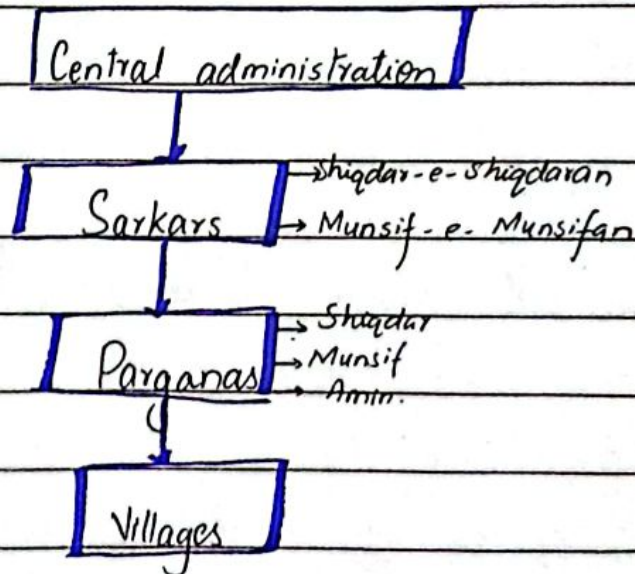 Central administration
Shiqdar-e-Shiqdaran
Sarkars
Munsif-e-Munsifan
Shiqdar
Parganas
Munsif
Amin.
Villages